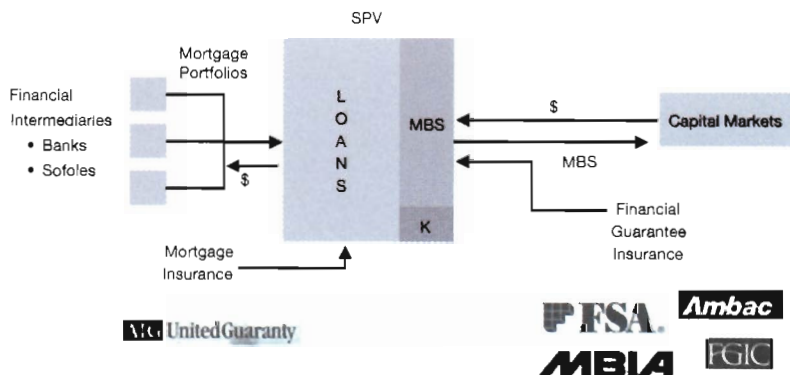 SPV
Mortgage
Portfolios
Financial
Intermediaries
• Banks
• Sofoles
$
LOANS
MBS
K
$
MBS
Capital Markets
Financial
Guarantee
Insurance
Mortgage
Insurance
UnitedGuaranty
FSA.
Ambac
MBIA
FGIC